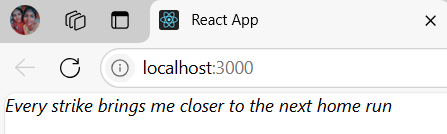 React App
localhost:3000
Every strike brings me closer to the next home run